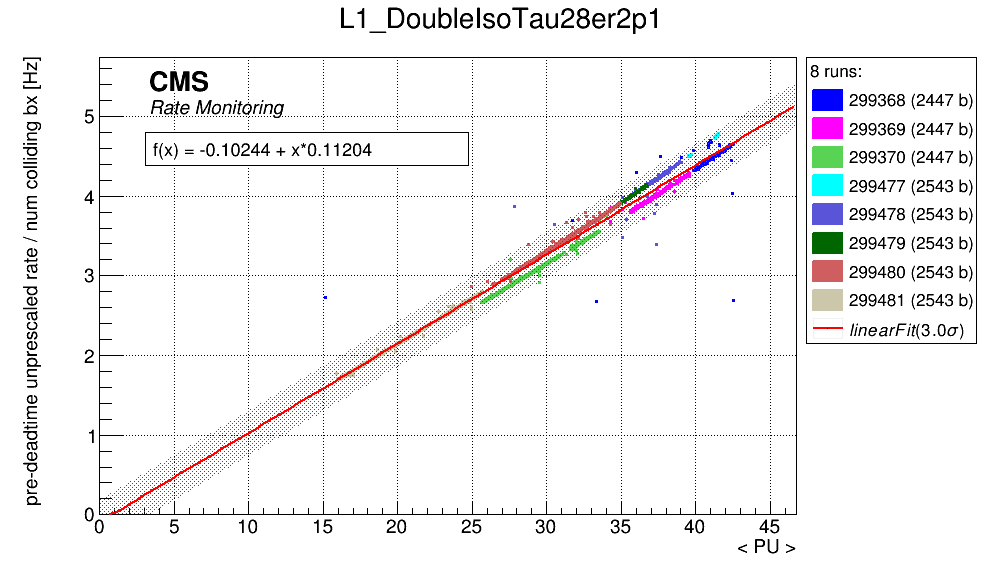 L1_DoubleIsoTau28er2p1
pre-deadtime unprescaled rate / num colliding bx [Hz]
CMS
Rate Monitoring
f(x) = -0.10244 + x*0.11204
5
4
3
2
1
0
0 5 10 15 20 25 30 35 40 45
< PU >
8 runs:
299368 (2447 b)
299369 (2447 b)
299370 (2447 b)
299477 (2543 b)
299478 (2543 b)
299479 (2543 b)
299480 (2543 b)
299481 (2543 b)
linearFit(3.0σ)